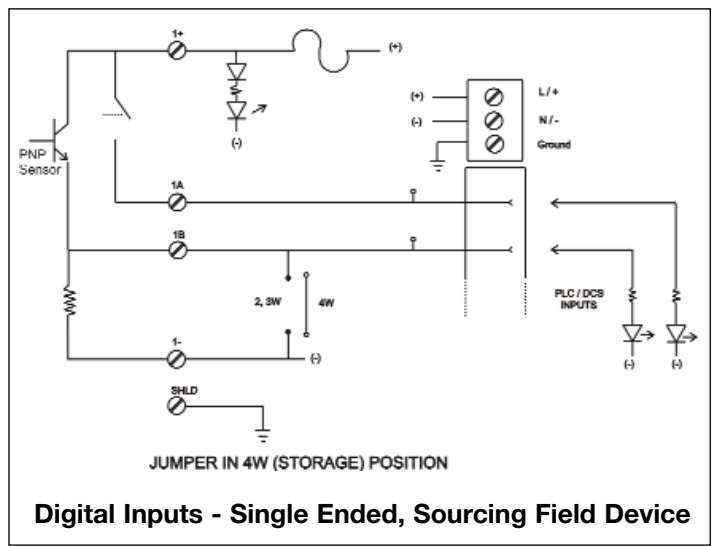 1+
(+)
(-)
PNP
Sensor
(+)
(-)
L / +
N / -
Ground
1A
1B
2, 3W
4W
PLC / DCS
INPUTS
(-)
(-)
1-
(-)
SHLD
JUMPER IN 4W (STORAGE) POSITION
Digital Inputs - Single Ended, Sourcing Field Device